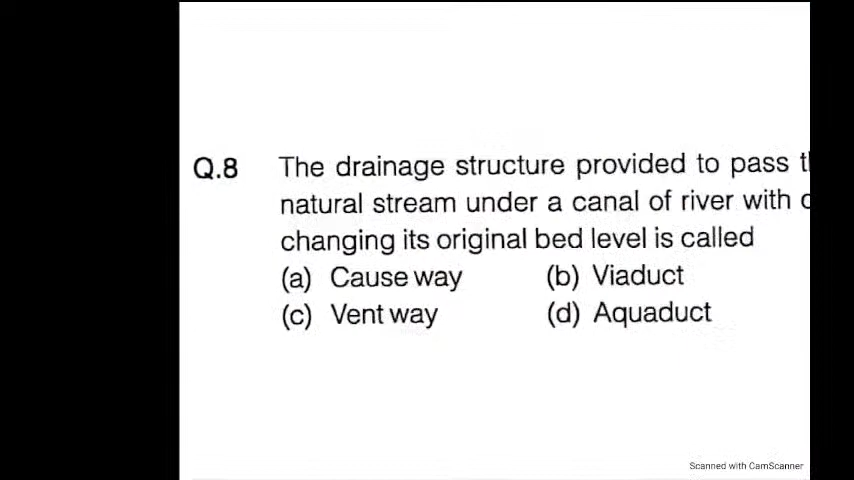 Q.8 The drainage structure provided to pass
natural stream under a canal of river with
changing its original bed level is called
(a) Cause way (b) Viaduct
(c) Vent way (d) Aquaduct
Scanned with CamScanner